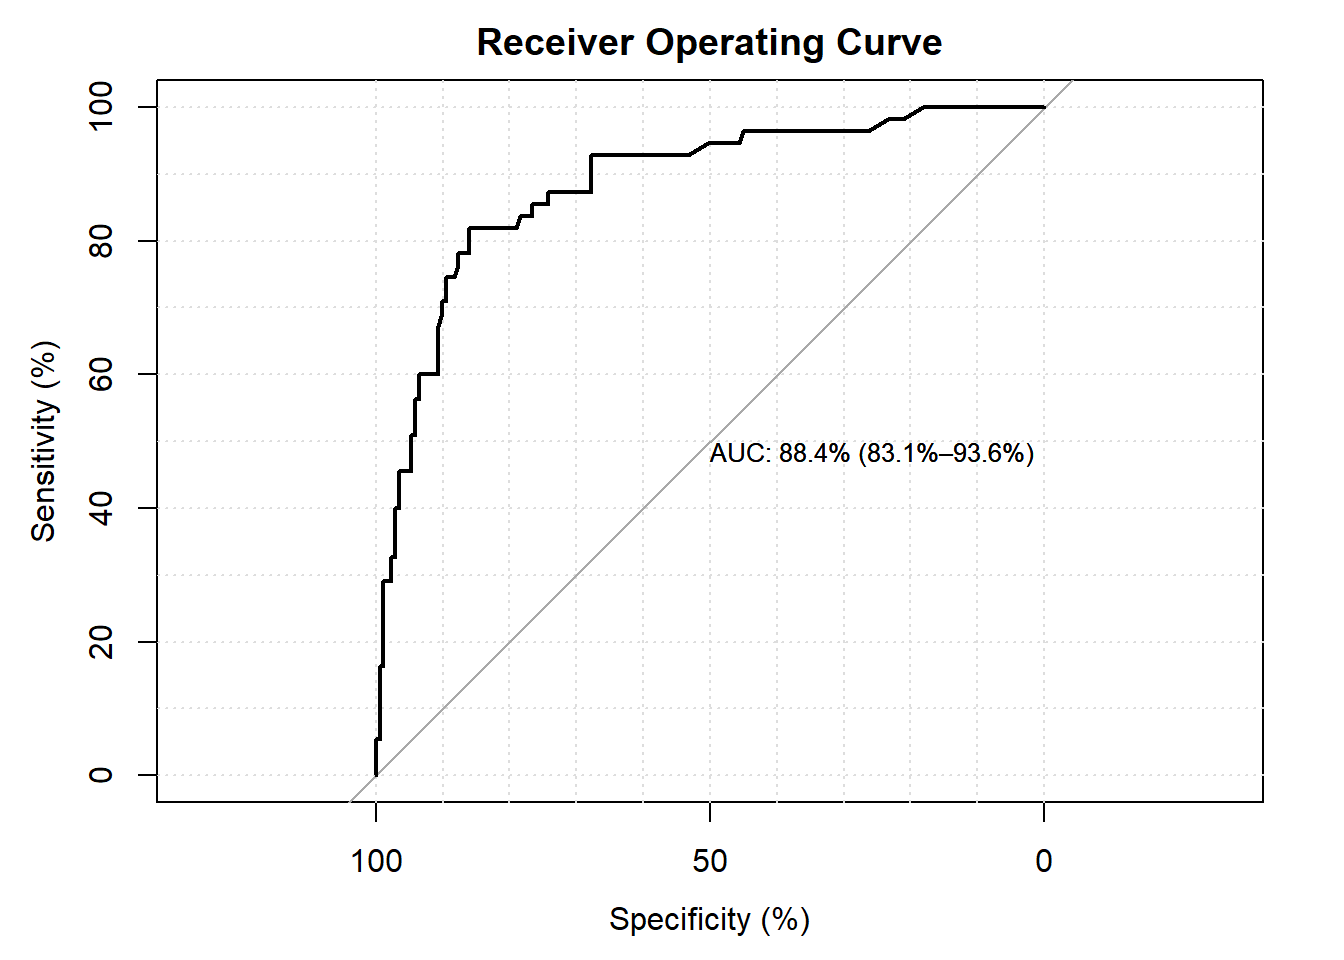 Receiver Operating Curve
100
80
60
40
20
0
Sensitivity (%)
AUC: 88.4% (83.1%–93.6%)
100 50 0
Specificity (%)